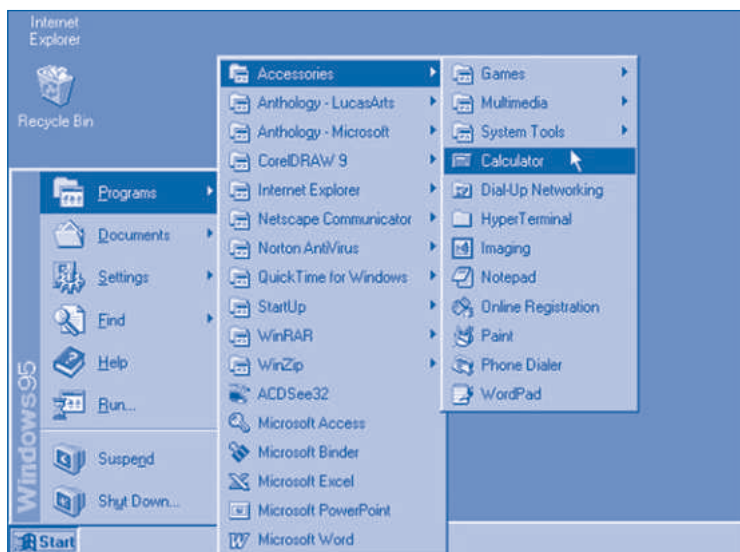 Internet
Explorer
Recycle Bin
Windows95
Programs
Documents
Settings
Find
Help
Run...
Suspend
Shut Down...
Start
Accessories
Anthology - LucasArts
Anthology - Microsoft
CorelDRAW 9
Internet Explorer
Netscape Communicator
Norton AntiVirus
QuickTime for Windows
StartUp
WinRAR
WinZip
ACDSee32
Microsoft Access
Microsoft Binder
Microsoft Excel
Microsoft PowerPoint
Microsoft Word
Games
Multimedia
System Tools
Calculator
Dial-Up Networking
HyperTerminal
Imaging
Notepad
Online Registration
Paint
Phone Dialer
WordPad